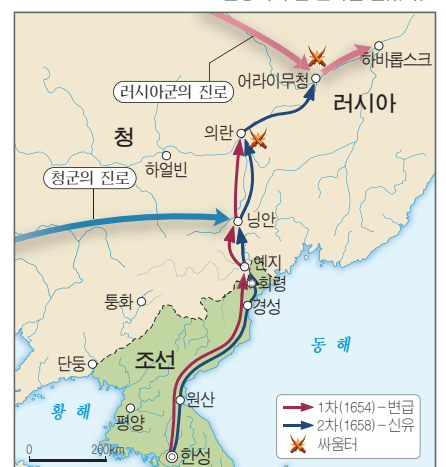 하바롭스크
어라이무청
러시아군의 진로
러시아
의란
청
하얼빈
청군의 진로
닝안
옌지
회령
퉁화
경성
동 해
조선
단둥
황 해
원산
평양
1차(1654)-변급
2차(1658)-신유
싸움터
0 200km
한성